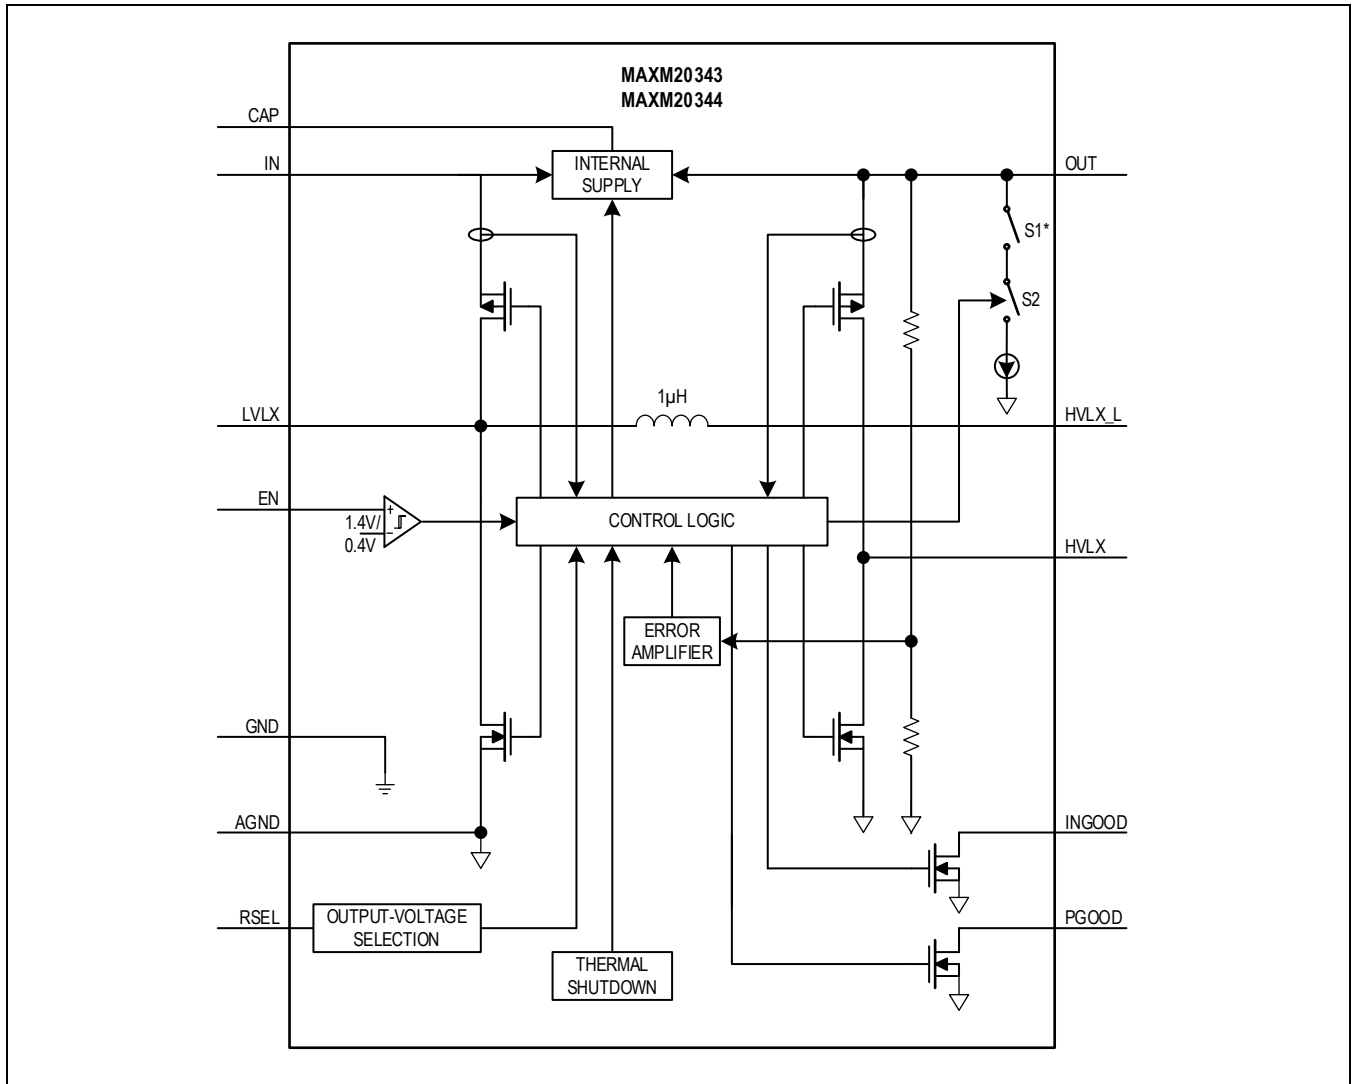 MAXM20343
MAXM20344
CAP
IN
INTERNAL
SUPPLY
OUT
S1*
S2
1µH
LVLX
HVLX_L
EN
+
1.4V/
0.4V
−
CONTROL LOGIC
HVLX
ERROR
AMPLIFIER
GND
AGND
INGOOD
RSEL
OUTPUT-VOLTAGE
SELECTION
PGOOD
THERMAL
SHUTDOWN